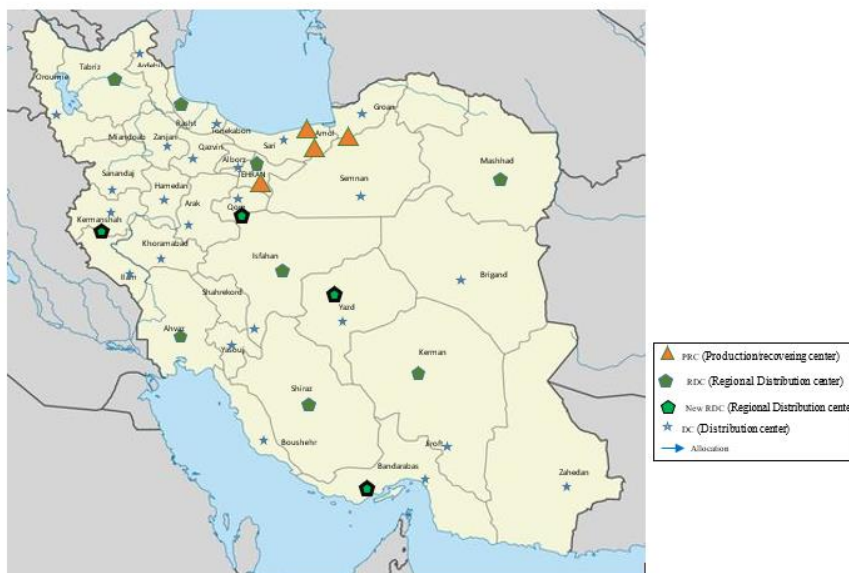 Tabriz
Ardebil
Oroumie
Rasht
Miandoab
Zanjan
Tonekabon
Groan
Sari
Amol
Qazvin
Alborz
TEHRAN
Mashhad
Semnan
Sanandaj
Hamedan
Qom
Arak
Kermanshah
Khoramabad
Isfahan
Ilam
Brigand
Shahrekord
Yazd
Ahvaz
Yasouj
Kerman
Shiraz
Boushehr
Jiroft
Bandarabas
Zahedan
PRC (Production recovering center)
RDC (Regional Distribution center)
New RDC (Regional Distribution cente
DC (Distribution center)
Allocation